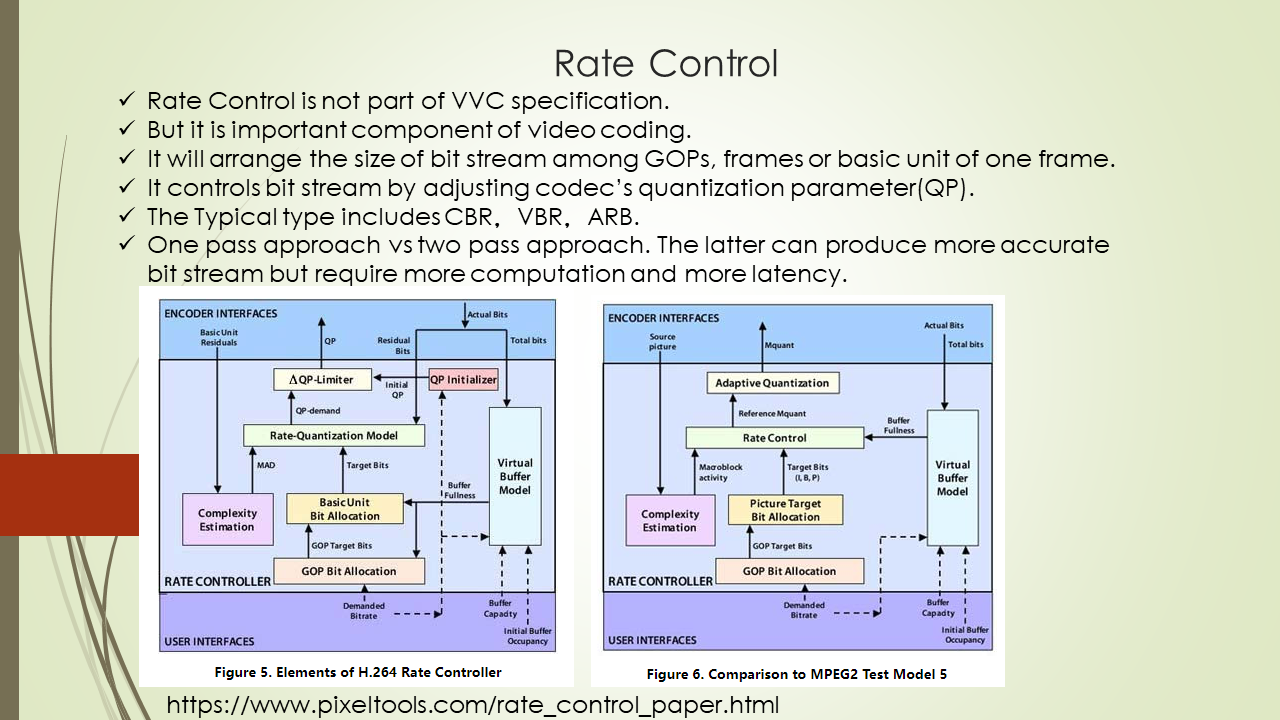 Rate Control
✓ Rate Control is not part of VVC specification.
✓ But it is important component of video coding.
✓ It will arrange the size of bit stream among GOPs, frames or basic unit of one frame.
✓ It controls bit stream by adjusting codec's quantization parameter(QP).
✓ The Typical type includes CBR，VBR，ARB.
✓ One pass approach vs two pass approach. The latter can produce more accurate
bit stream but require more computation and more latency.
ENCODER INTERFACES
Actual Bits
Basic Unit
Residuals
QP
Residual
Bits
Total bits
ΔQP-Limiter
Initial
QP
QP Initializer
QP-demand
Rate-Quantization Model
MAD
Target Bits
Buffer
Fullness
Virtual
Buffer
Model
Complexity
Estimation
Basic Unit
Bit Allocation
GOP Target Bits
GOP Bit Allocation
RATE CONTROLLER
Demanded
Bitrate
Buffer
Capadty
Initial Buffer
Occupancy
USER INTERFACES
Figure 5. Elements of H.264 Rate Controller
ENCODER INTERFACES
Actual Bits
Source
picture
Mquant
Total bits
Adaptive Quantization
Reference Mquant
Buffer
Fullness
Rate Control
Macroblock
activity
Target Bits
(I, B, P)
Virtual
Buffer
Model
Complexity
Estimation
Picture Target
Bit Allocation
GOP Target Bits
GOP Bit Allocation
RATE CONTROLLER
Demanded
Bitrate
Buffer
Capadty
Initial Buffer
Occupancy
USER INTERFACES
Figure 6. Comparison to MPEG2 Test Model 5
https://www.pixeltools.com/rate_control_paper.html